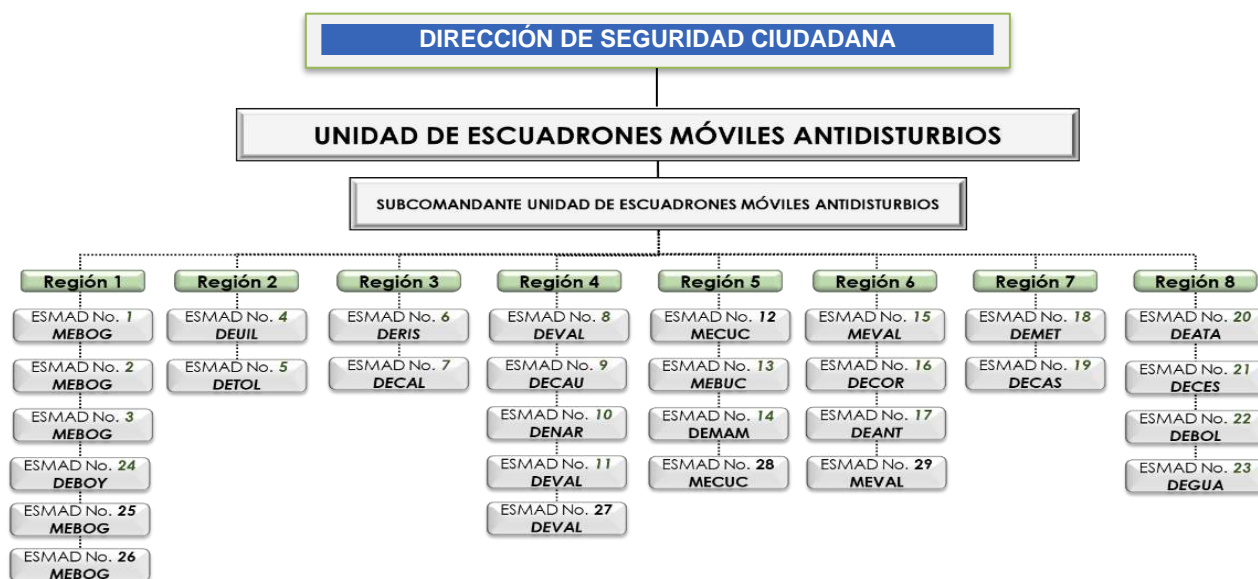 DIRECCIÓN DE SEGURIDAD CIUDADANA
UNIDAD DE ESCUADRONES MÓVILES ANTIDISTURBIOS
SUBCOMANDANTE UNIDAD DE ESCUADRONES MÓVILES ANTIDISTURBIOS
Región 1
ESMAD No. 1
MEBOG
ESMAD No. 2
MEBOG
ESMAD No. 3
MEBOG
ESMAD No. 24
DEBOY
ESMAD No. 25
MEBOG
ESMAD No. 26
MEBOG
Región 2
ESMAD No. 4
DEUIL
ESMAD No. 5
DETOL
Región 3
ESMAD No. 6
DERIS
ESMAD No. 7
DECAL
Región 4
ESMAD No. 8
DEVAL
ESMAD No. 9
DECAU
ESMAD No. 10
DENAR
ESMAD No. 11
DEVAL
ESMAD No. 27
DEVAL
Región 5
ESMAD No. 12
MECUC
ESMAD No. 13
MEBUC
ESMAD No. 14
DEMAM
ESMAD No. 28
MECUC
Región 6
ESMAD No. 15
MEVAL
ESMAD No. 16
DECOR
ESMAD No. 17
DEANT
ESMAD No. 29
MEVAL
Región 7
ESMAD No. 18
DEMET
ESMAD No. 19
DECAS
Región 8
ESMAD No. 20
DEATA
ESMAD No. 21
DECES
ESMAD No. 22
DEBOL
ESMAD No. 23
DEGUA